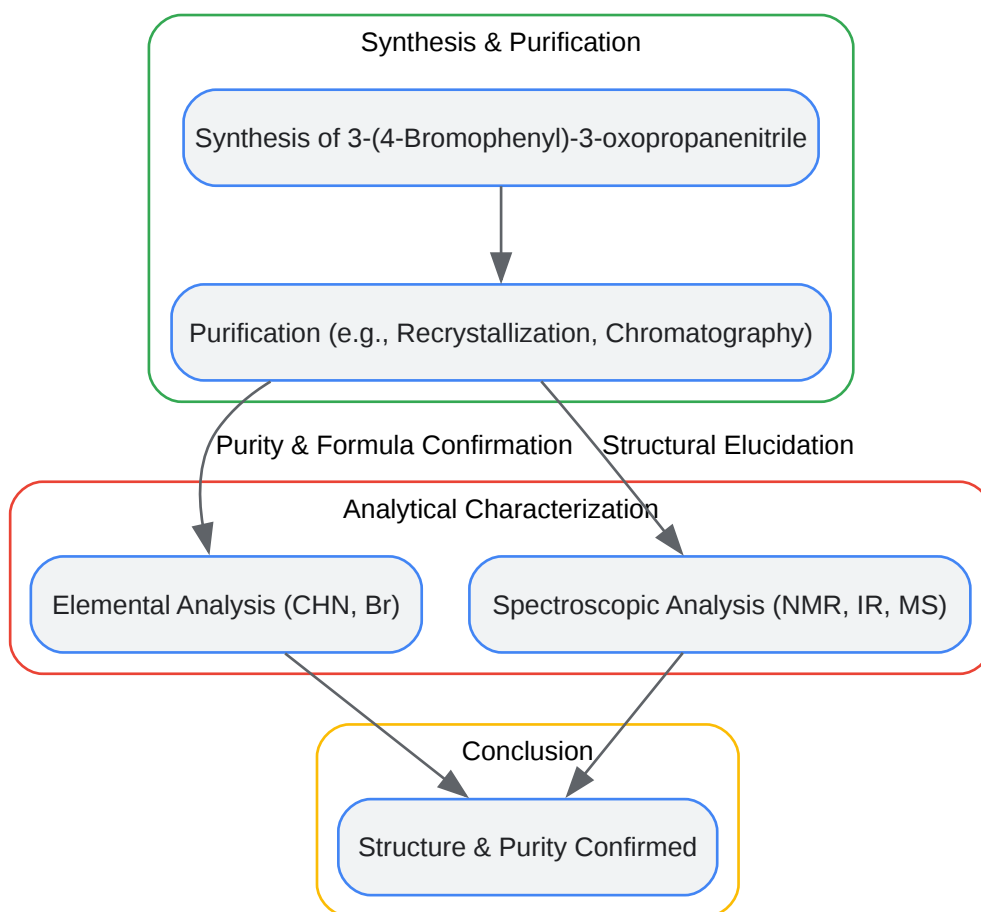 Synthesis & Purification
Synthesis of 3-(4-Bromophenyl)-3-oxopropanenitrile
Purification (e.g., Recrystallization, Chromatography)
Purity & Formula Confirmation
Structural Elucidation
Analytical Characterization
Elemental Analysis (CHN, Br)
Spectroscopic Analysis (NMR, IR, MS)
Conclusion
Structure & Purity Confirmed